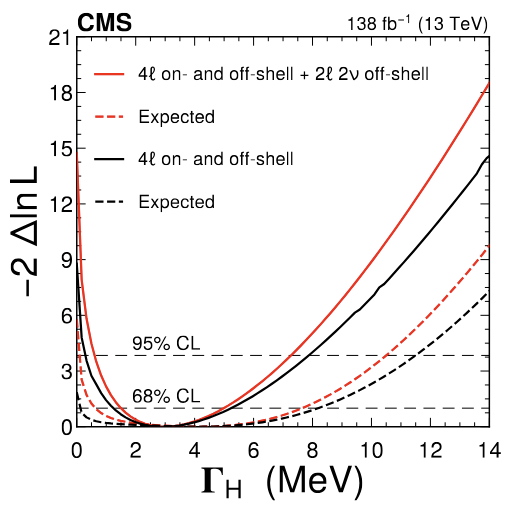 CMS 138 fb⁻¹ (13 TeV)
21
18
15
12
9
6
3
0
−2 Δln L
4ℓ on- and off-shell + 2ℓ 2ν off-shell
Expected
4ℓ on- and off-shell
Expected
95% CL
68% CL
0 2 4 6 8 10 12 14
Γ_H (MeV)